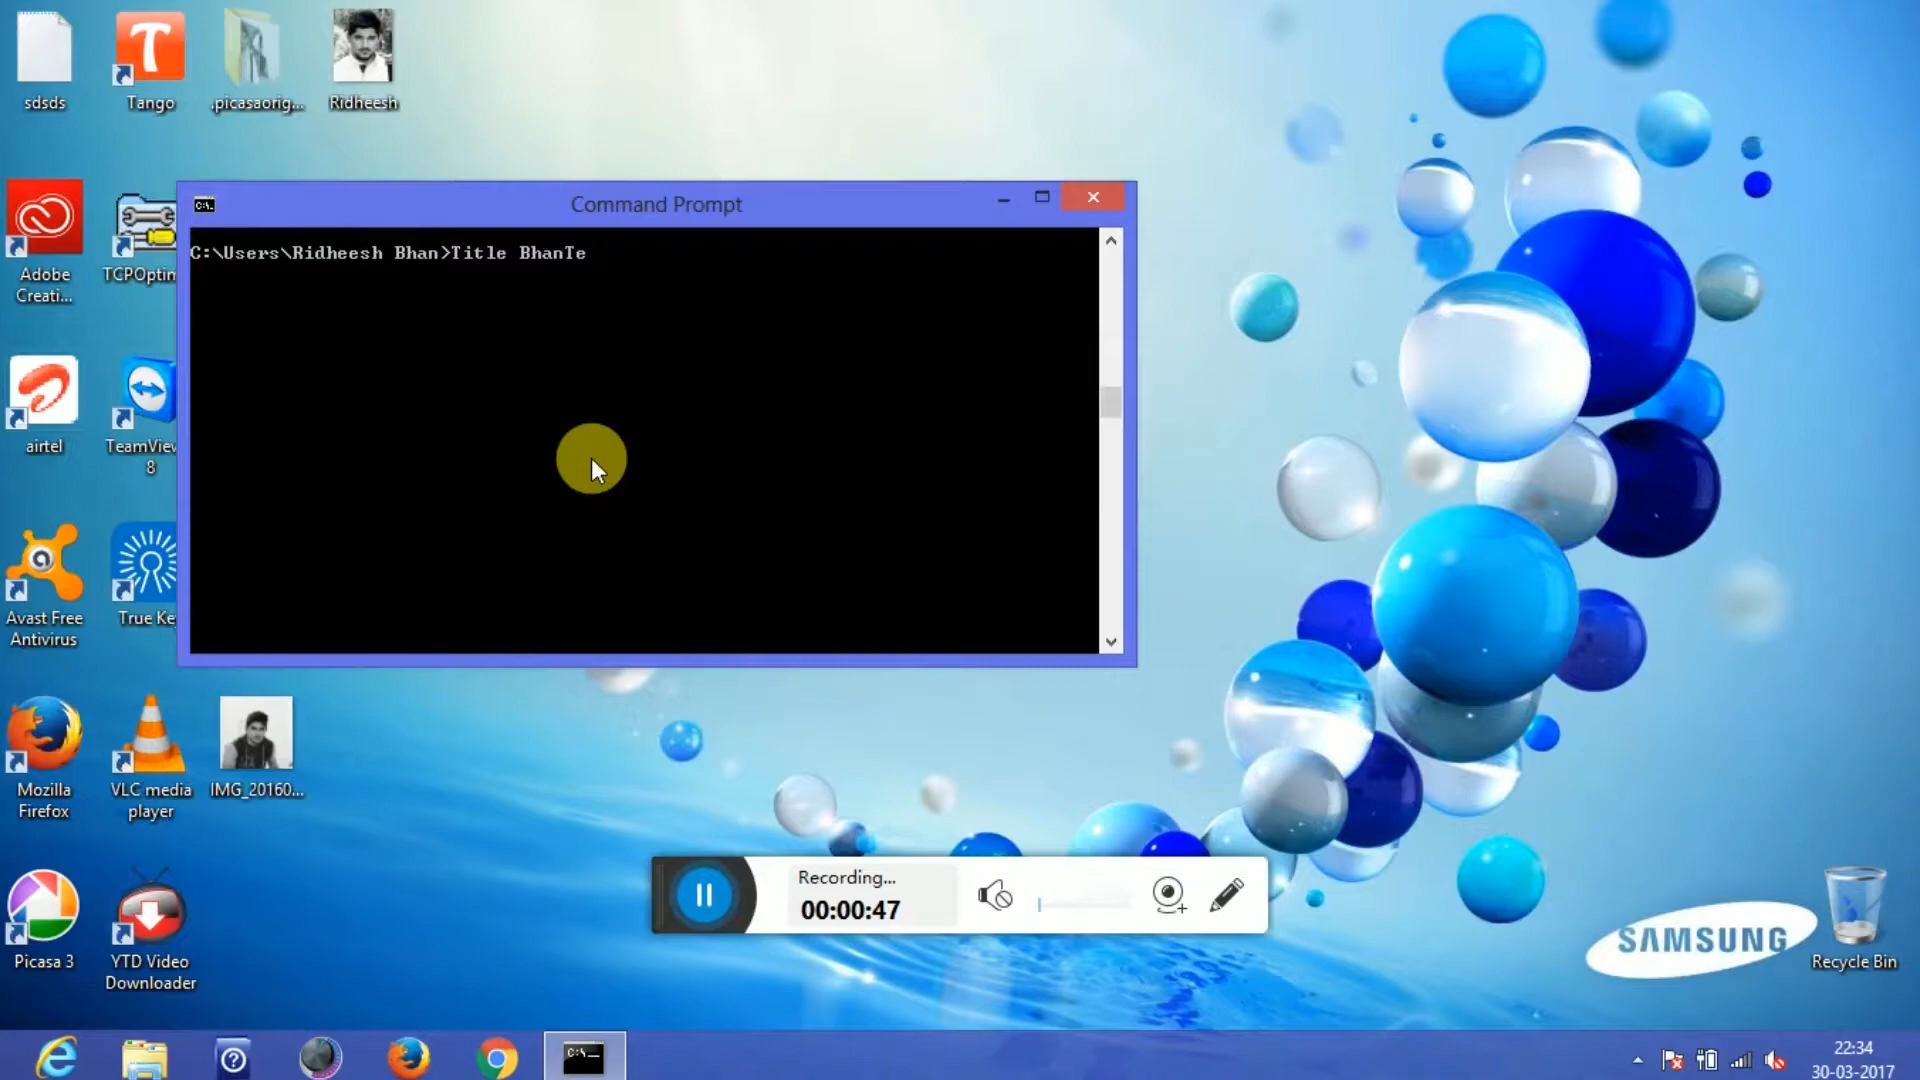 sdsds
Tango
.picasaorig...
Ridheesh
Adobe
Creati...
TCPOptim
airtel
TeamView
8
Avast Free
Antivirus
True Ke
Mozilla
Firefox
VLC media
player
IMG_20160...
Picasa 3
YTD Video
Downloader
C:\.
Command Prompt
C:\Users\Ridheesh Bhan>Title BhanTe
Recording...
00:00:47
SAMSUNG
Recycle Bin
C:\_
22:34
30-03-2017